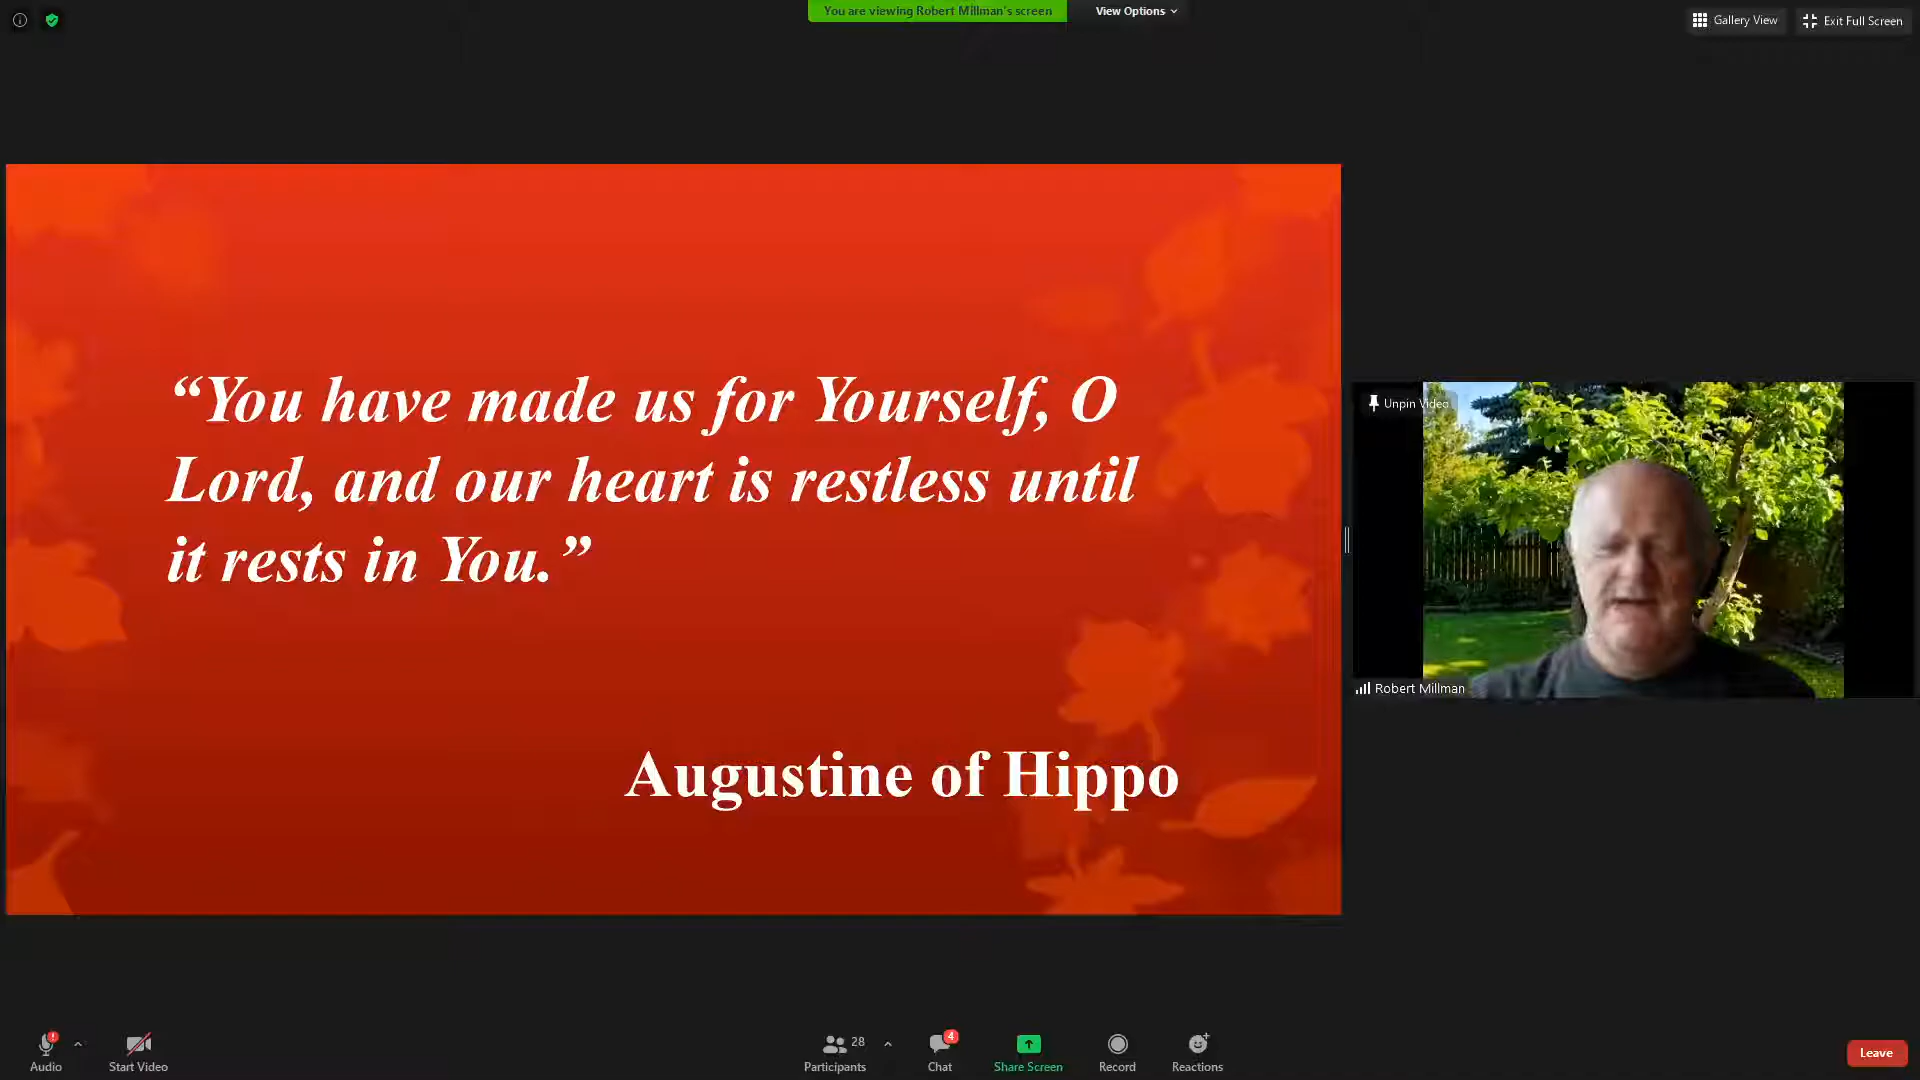 You are viewing Robert Millman's screen
View Options
Gallery View
Exit Full Screen
“You have made us for Yourself, O
Lord, and our heart is restless until
it rests in You.”
Augustine of Hippo
Unpin Video
Robert Millman
Audio
Start Video
28
Participants
4
Chat
Share Screen
Record
Reactions
Leave